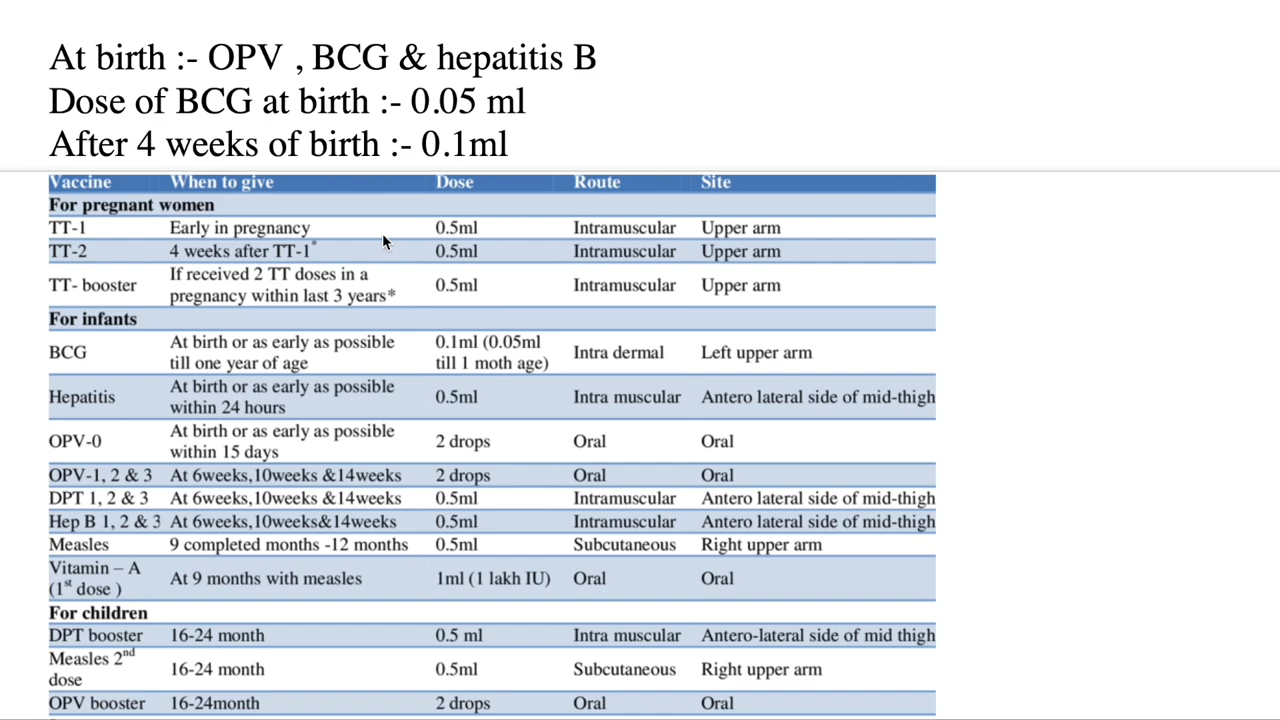 At birth :- OPV , BCG & hepatitis B
Dose of BCG at birth :- 0.05 ml
After 4 weeks of birth :- 0.1ml
Vaccine When to give Dose Route Site
For pregnant women
TT-1 Early in pregnancy 0.5ml Intramuscular Upper arm
TT-2 4 weeks after TT-1* 0.5ml Intramuscular Upper arm
TT- booster If received 2 TT doses in a pregnancy within last 3 years* 0.5ml Intramuscular Upper arm
For infants
BCG At birth or as early as possible till one year of age 0.1ml (0.05ml till 1 moth age) Intra dermal Left upper arm
Hepatitis At birth or as early as possible within 24 hours 0.5ml Intra muscular Antero lateral side of mid-thigh
OPV-0 At birth or as early as possible within 15 days 2 drops Oral Oral
OPV-1, 2 & 3 At 6weeks,10weeks &14weeks 2 drops Oral Oral
DPT 1, 2 & 3 At 6weeks,10weeks &14weeks 0.5ml Intramuscular Antero lateral side of mid-thigh
Hep B 1, 2 & 3 At 6weeks,10weeks&14weeks 0.5ml Intramuscular Antero lateral side of mid-thigh
Measles 9 completed months -12 months 0.5ml Subcutaneous Right upper arm
Vitamin – A (1st dose ) At 9 months with measles 1ml (1 lakh IU) Oral Oral
For children
DPT booster 16-24 month 0.5 ml Intra muscular Antero-lateral side of mid thigh
Measles 2nd dose 16-24 month 0.5ml Subcutaneous Right upper arm
OPV booster 16-24month 2 drops Oral Oral